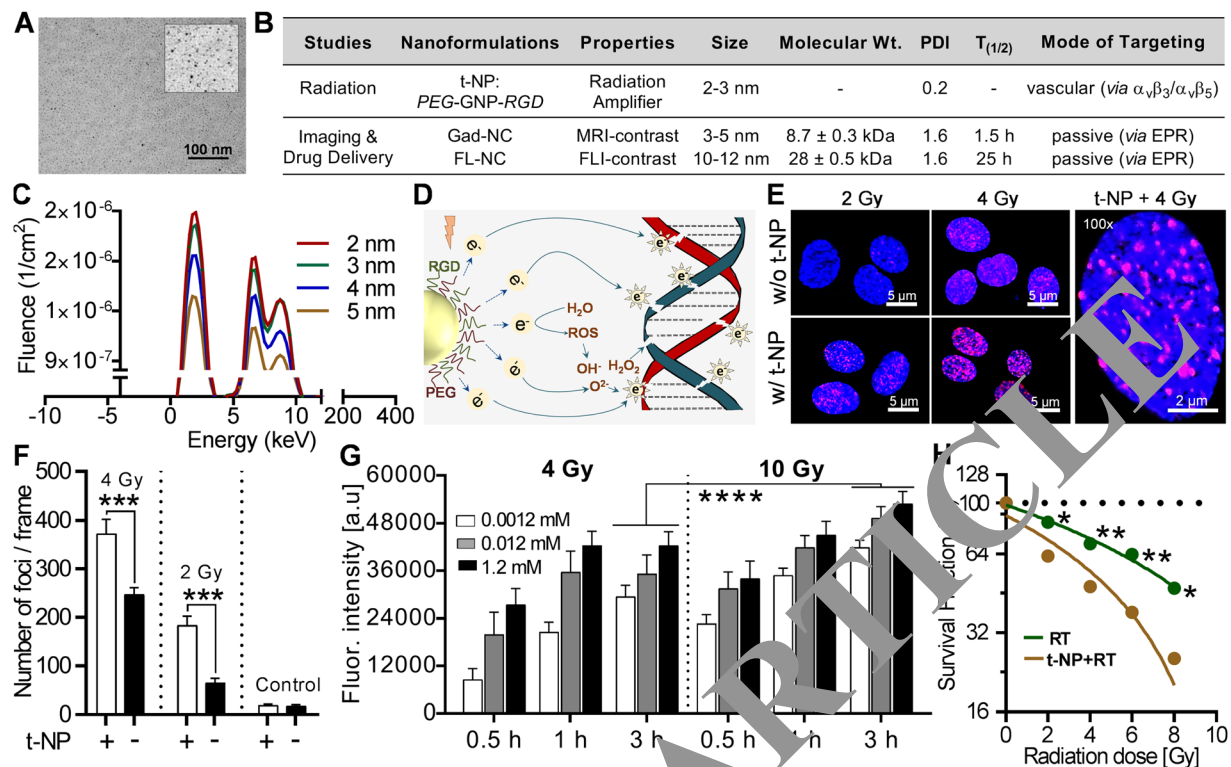 A
100 nm
B
Studies Nanoformulations Properties Size Molecular Wt. PDI T(1/2) Mode of Targeting
Radiation t-NP: PEG-GNP-RGD Radiation Amplifier 2-3 nm - 0.2 - vascular (via αvβ3/αvβ5)
Imaging & Drug Delivery Gad-NC MRI-contrast 3-5 nm 8.7 ± 0.3 kDa 1.6 1.5 h passive (via EPR)
FL-NC FLI-contrast 10-12 nm 28 ± 0.5 kDa 1.6 25 h passive (via EPR)
C
Fluence (1/cm²)
2×10⁻⁶
2×10⁻⁶
1×10⁻⁶
9×10⁻⁷
2 nm
3 nm
4 nm
5 nm
-10 -5 0 5 10 200 400
Energy (keV)
D
RGD
PEG
e-
e-
e-
e-
e-
H₂O
ROS
OH- H₂O₂
O²⁻
e-
e-
e-
e-
e-
e-
E
2 Gy 4 Gy t-NP + 4 Gy
w/o t-NP
w/ t-NP
100x
5 µm
5 µm
5 µm
5 µm
2 µm
F
Number of foci / frame
500
400
300
200
100
0
4 Gy
***
2 Gy
***
Control
t-NP + - + - + -
G
Fluor. intensity [a.u]
60000
48000
36000
24000
12000
0
4 Gy 10 Gy
****
0.0012 mM
0.012 mM
1.2 mM
0.5 h 1 h 3 h 0.5 h 1 h 3 h
H
Survival Fraction
128
100
64
32
16
* ** ** *
RT
t-NP+RT
0 2 4 6 8 10
Radiation dose [Gy]
ARTICLE